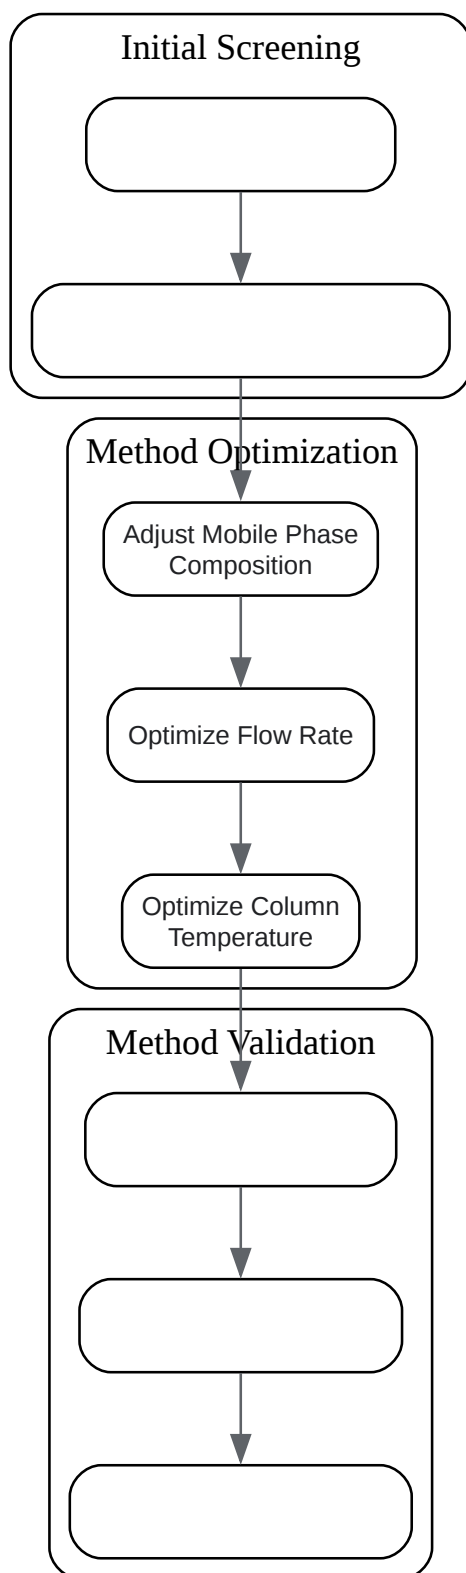 Initial Screening
Method Optimization
Adjust Mobile Phase
Composition
Optimize Flow Rate
Optimize Column
Temperature
Method Validation